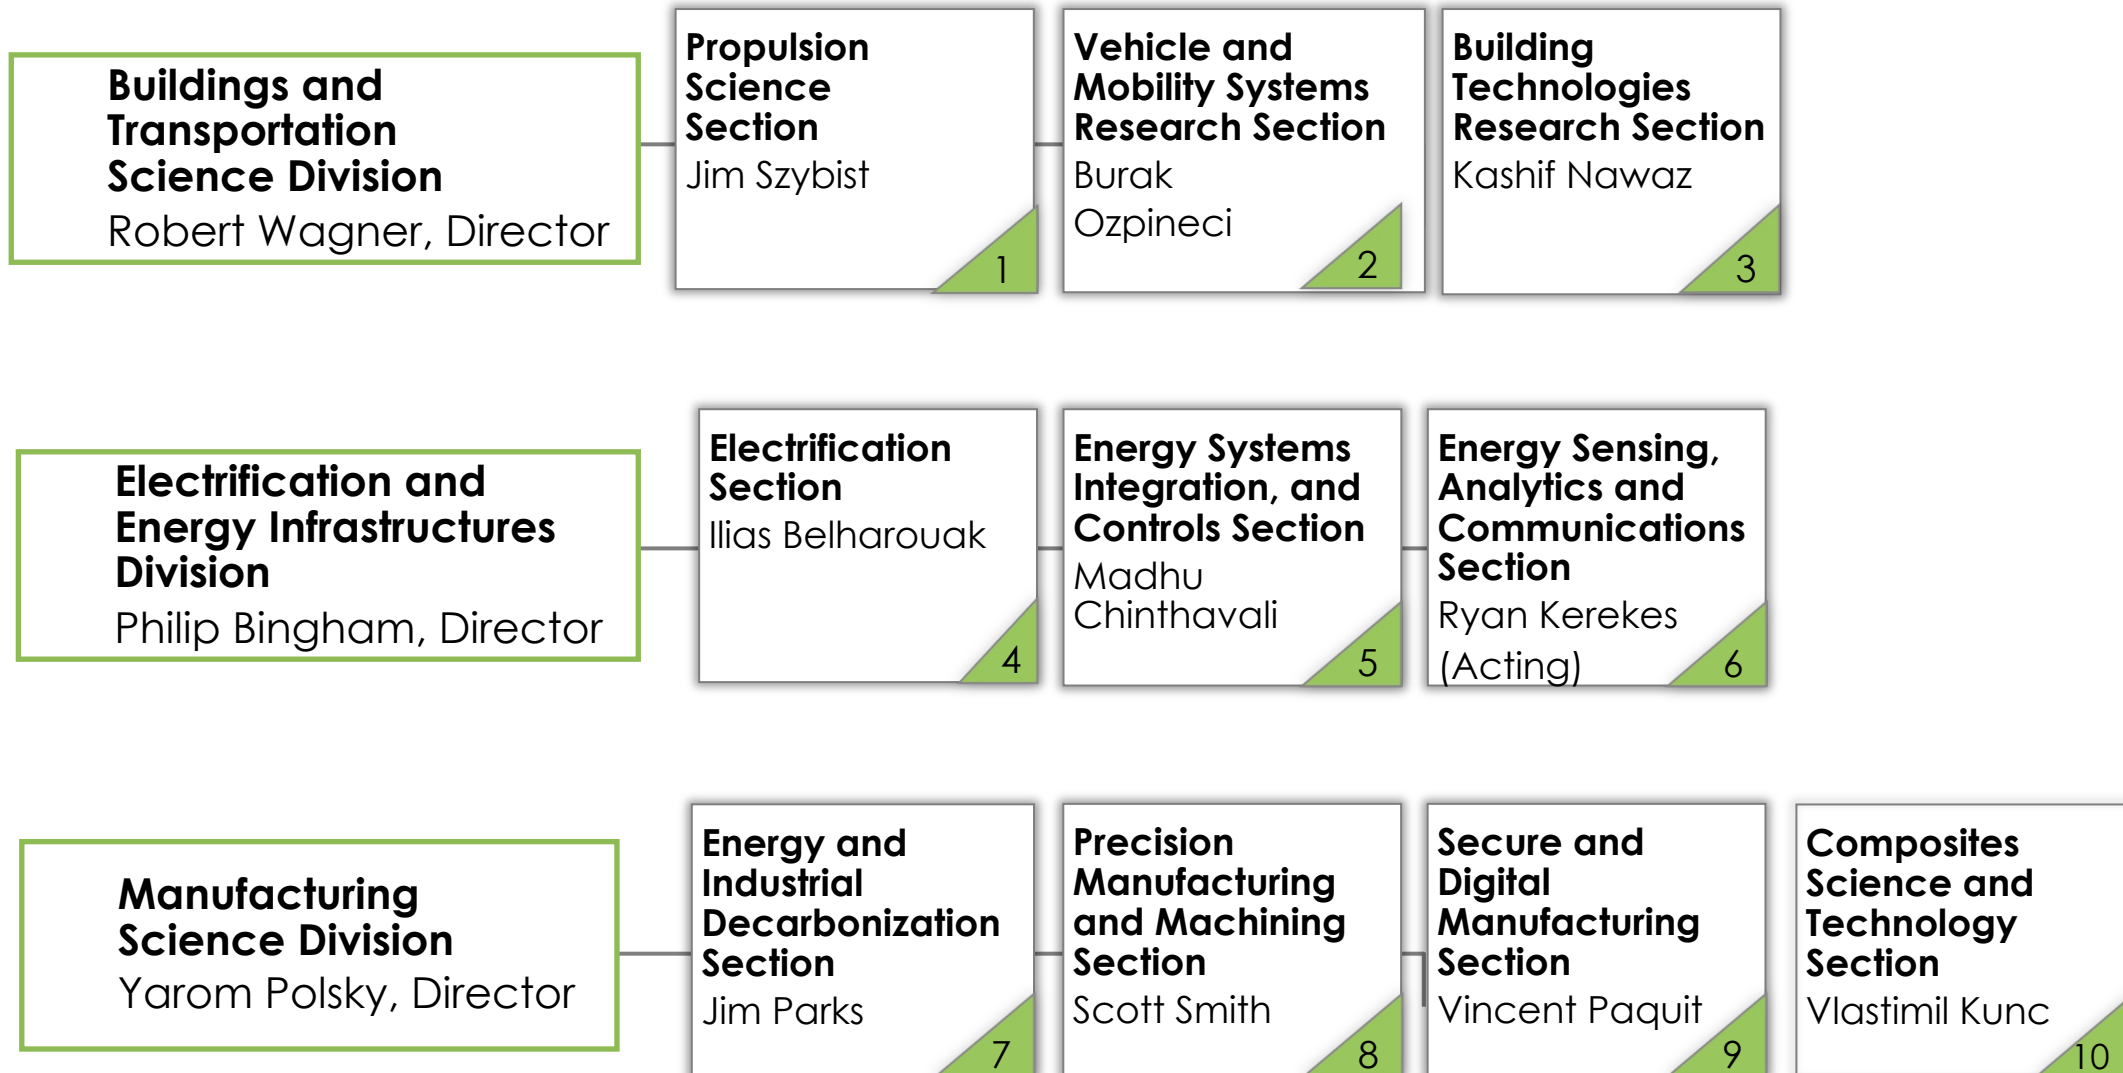 Buildings and
Transportation
Science Division
Robert Wagner, Director
Propulsion
Science
Section
Jim Szybist
1
Vehicle and
Mobility Systems
Research Section
Burak
Ozpineci
2
Building
Technologies
Research Section
Kashif Nawaz
3
Electrification and
Energy Infrastructures
Division
Philip Bingham, Director
Electrification
Section
Ilias Belharouak
4
Energy Systems
Integration, and
Controls Section
Madhu
Chinthavali
5
Energy Sensing,
Analytics and
Communications
Section
Ryan Kerekes
(Acting)
6
Manufacturing
Science Division
Yarom Polsky, Director
Energy and
Industrial
Decarbonization
Section
Jim Parks
7
Precision
Manufacturing
and Machining
Section
Scott Smith
8
Secure and
Digital
Manufacturing
Section
Vincent Paquit
9
Composites
Science and
Technology
Section
Vlastimil Kunc
10